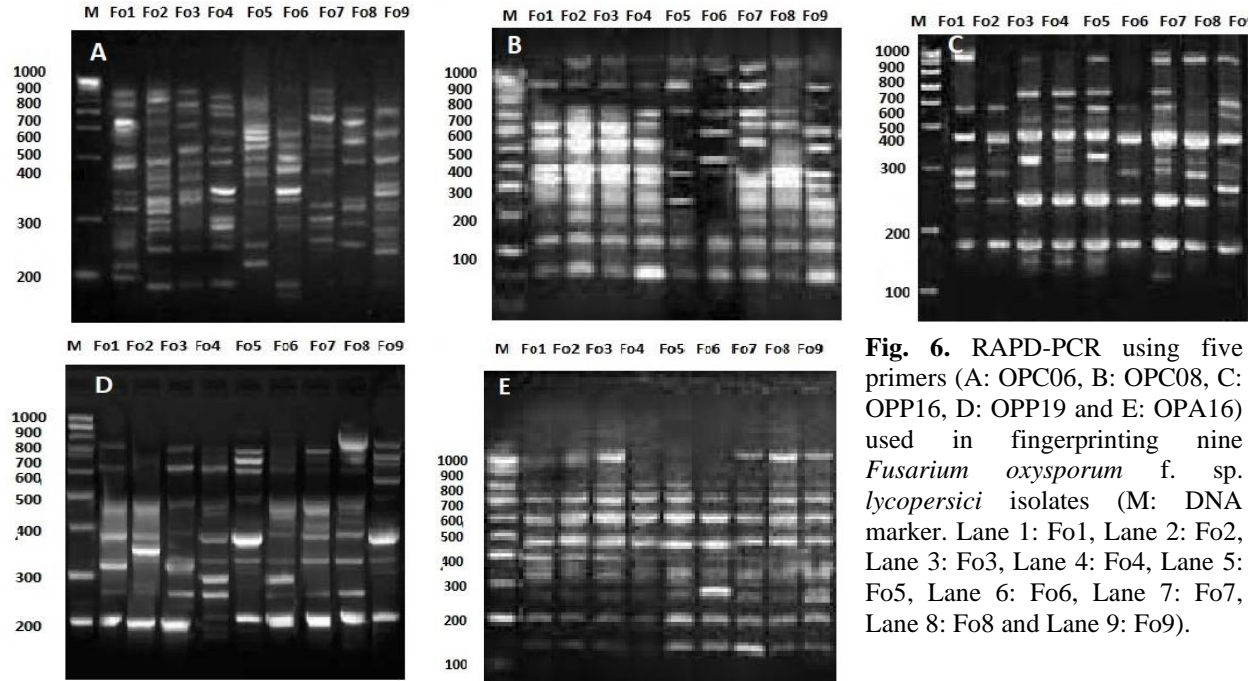 M Fo1 Fo2 Fo3 Fo4 Fo5 Fo6 Fo7 Fo8 Fo9
A
1000
900
800
700
600
500
400
300
200
M Fo1 Fo2 Fo3 Fo4 Fo5 Fo6 Fo7 Fo8 Fo9
B
1000
900
800
700
600
500
400
300
200
100
M Fo1 Fo2 Fo3 Fo4 Fo5 Fo6 Fo7 Fo8 Fo9
C
1000
900
800
700
600
500
400
300
200
100
M Fo1 Fo2 Fo3 Fo4 Fo5 Fo6 Fo7 Fo8 Fo9
D
1000
900
800
700
600
500
400
300
200
M Fo1 Fo2 Fo3 Fo4 Fo5 Fo6 Fo7 Fo8 Fo9
E
1000
900
800
700
600
500
400
300
200
100
Fig. 6. RAPD-PCR using five
primers (A: OPC06, B: OPC08, C:
OPP16, D: OPP19 and E: OPA16)
used in fingerprinting nine
Fusarium oxysporum f. sp.
lycopersici isolates (M: DNA
marker. Lane 1: Fo1, Lane 2: Fo2,
Lane 3: Fo3, Lane 4: Fo4, Lane 5:
Fo5, Lane 6: Fo6, Lane 7: Fo7,
Lane 8: Fo8 and Lane 9: Fo9).